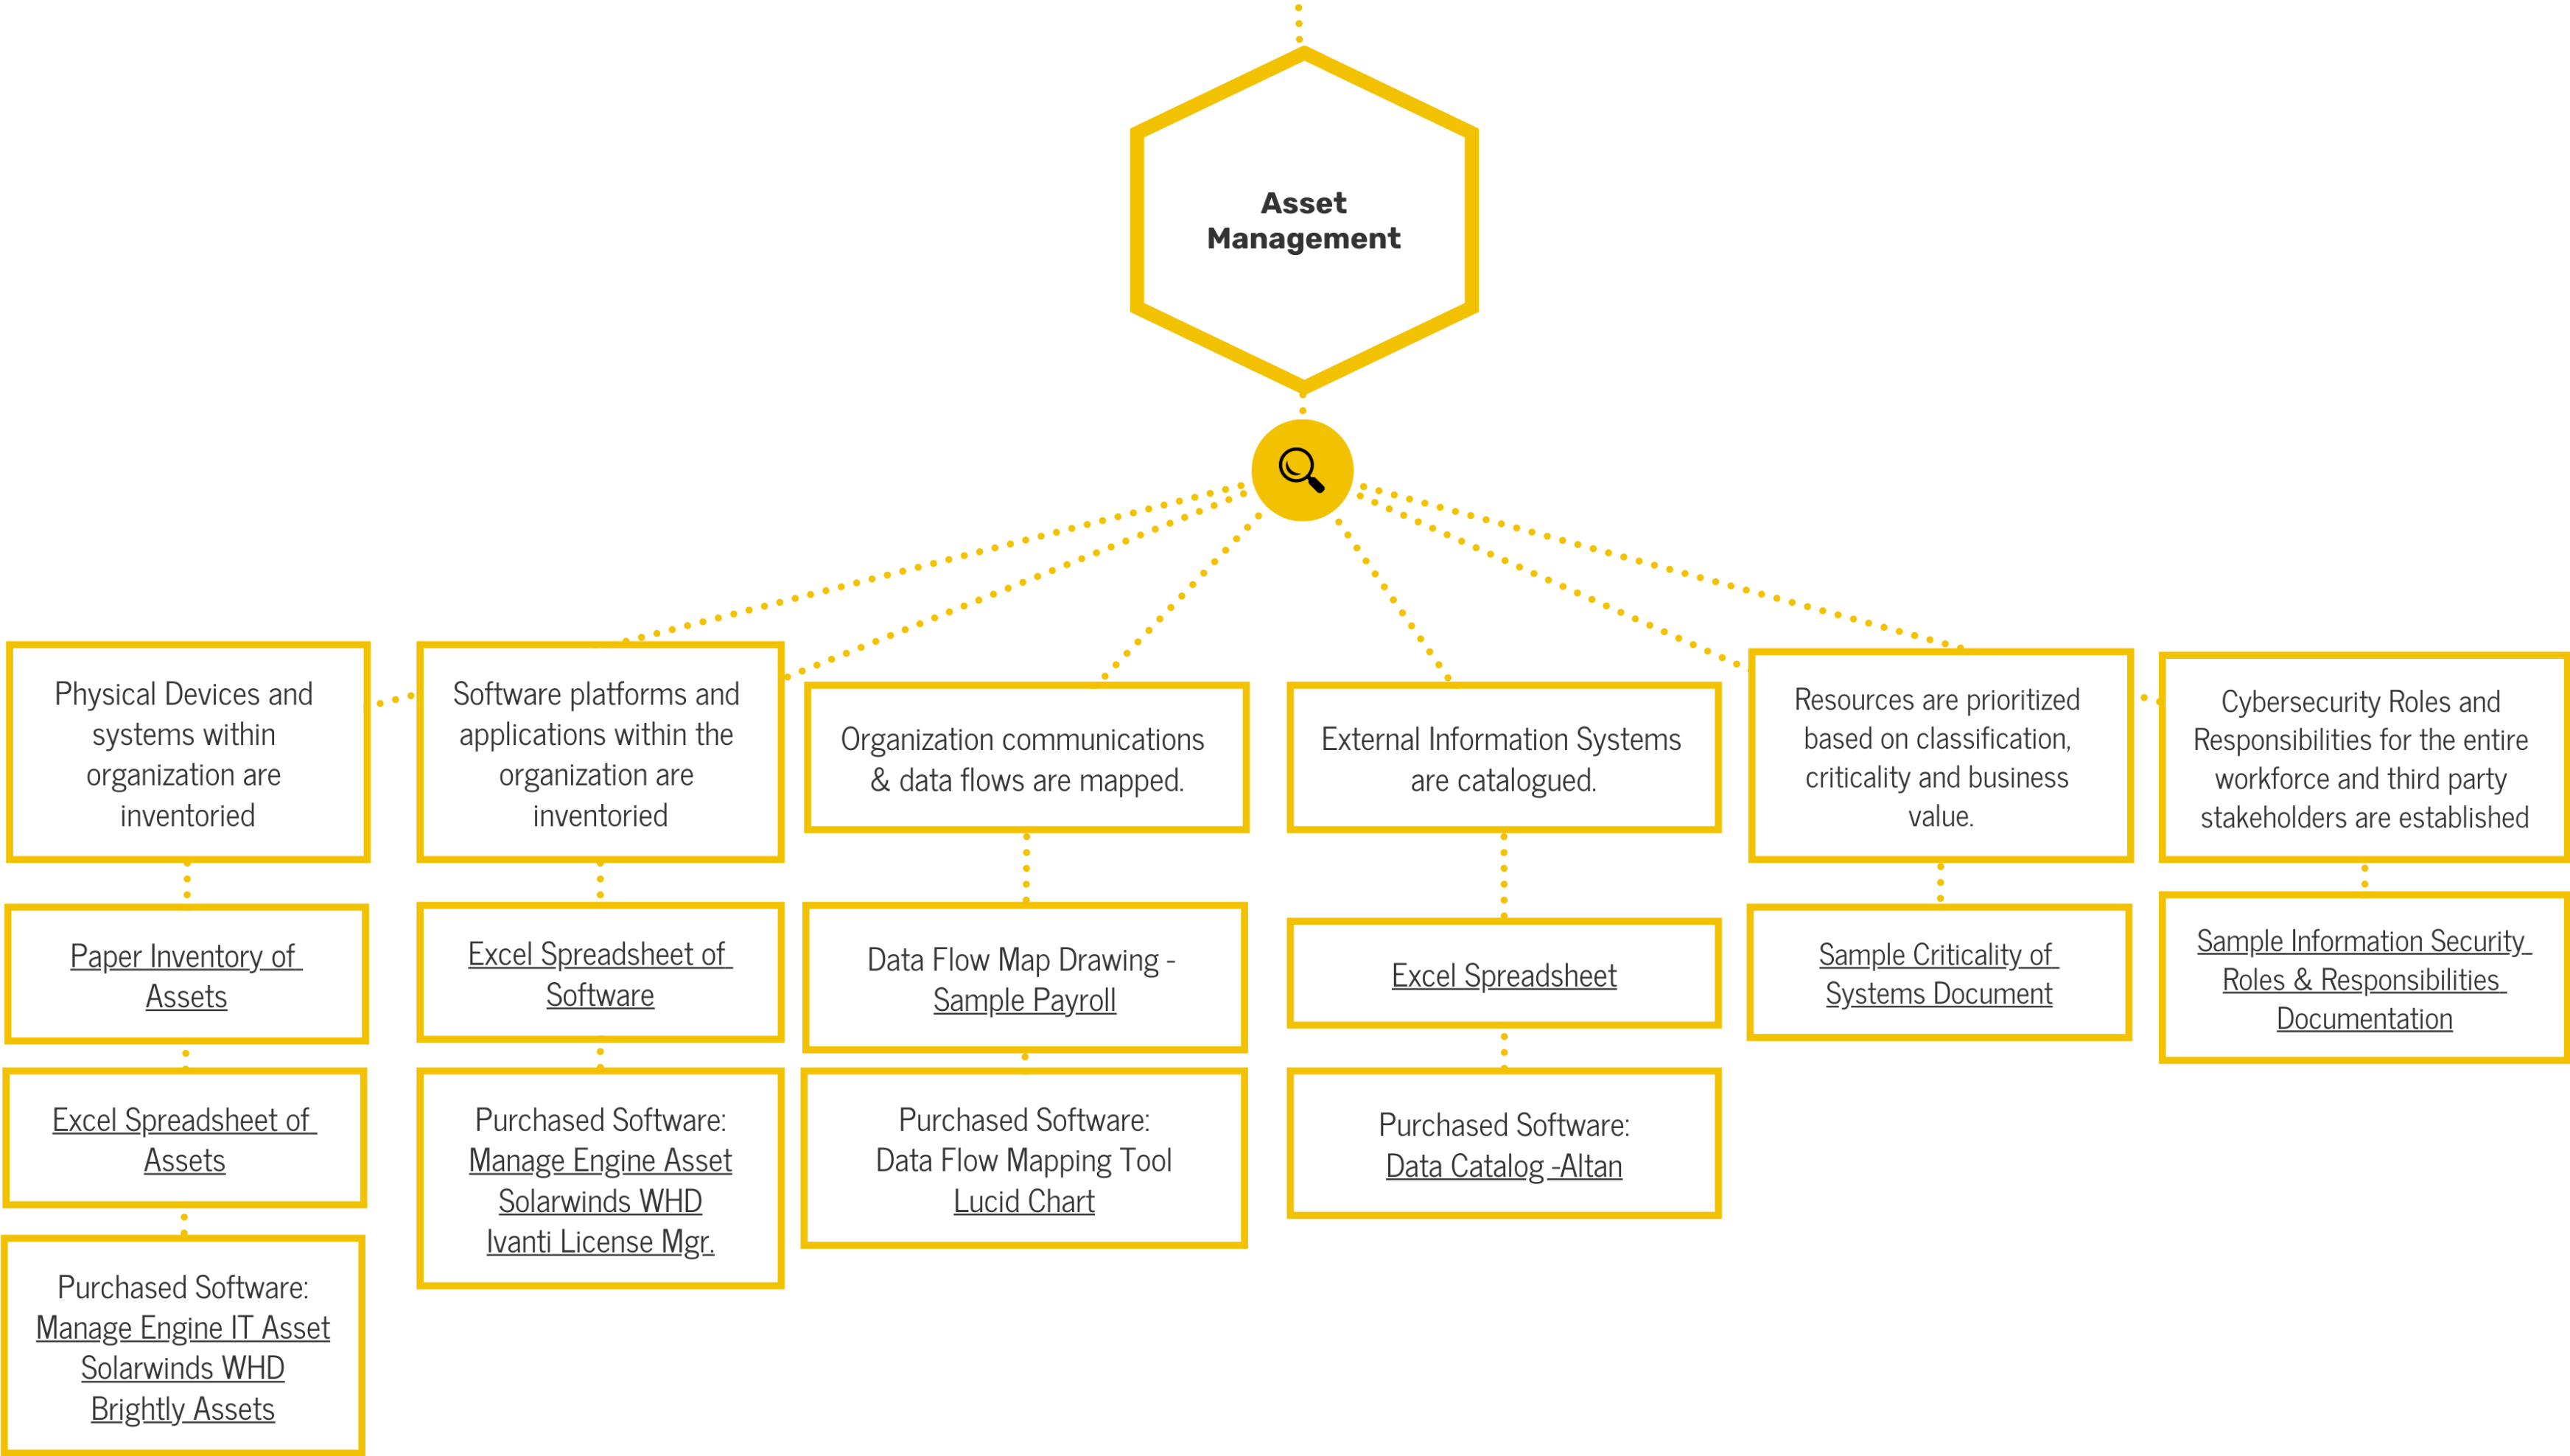 Asset
Management
Physical Devices and
systems within
organization are
inventoried
Paper Inventory of
Assets
Excel Spreadsheet of
Assets
Purchased Software:
Manage Engine IT Asset
Solarwinds WHD
Brightly Assets
Software platforms and
applications within the
organization are
inventoried
Excel Spreadsheet of
Software
Purchased Software:
Manage Engine Asset
Solarwinds WHD
Ivanti License Mgr.
Organization communications
& data flows are mapped.
Data Flow Map Drawing -
Sample Payroll
Purchased Software:
Data Flow Mapping Tool
Lucid Chart
External Information Systems
are catalogued.
Excel Spreadsheet
Purchased Software:
Data Catalog -Altan
Resources are prioritized
based on classification,
criticality and business
value.
Sample Criticality of
Systems Document
Cybersecurity Roles and
Responsibilities for the entire
workforce and third party
stakeholders are established
Sample Information Security
Roles & Responsibilities
Documentation